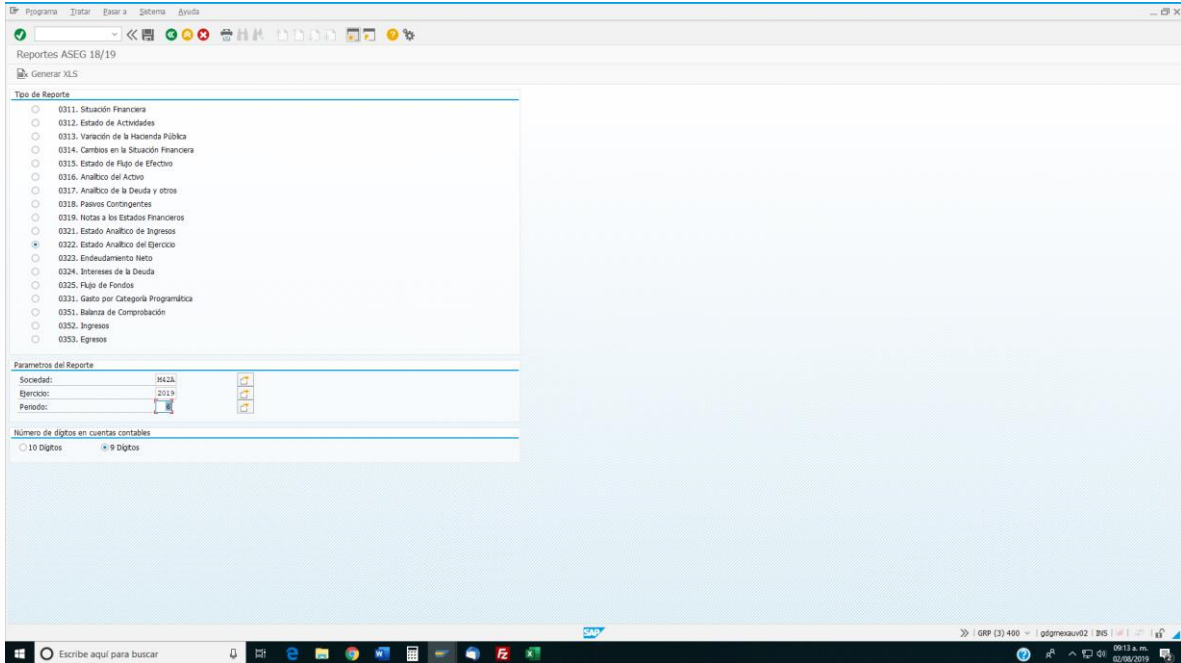 Programa Tratar Pasar a Sistema Ayuda
Reportes ASEG 18/19
Generar XLS
Tipo de Reporte
0311. Situación Financiera
0312. Estado de Actividades
0313. Variación de la Hacienda Pública
0314. Cambios en la Situación Financiera
0315. Estado de Flujo de Efectivo
0316. Analítico del Activo
0317. Analítico de la Deuda y otros
0318. Pasivos Contingentes
0319. Notas a los Estados Financieros
0321. Estado Analítico de Ingresos
0322. Estado Analítico del Ejercicio
0323. Endeudamiento Neto
0324. Intereses de la Deuda
0325. Flujo de Fondos
0331. Gasto por Categoría Programática
0351. Balanza de Comprobación
0352. Ingresos
0353. Egresos
Parametros del Reporte
Sociedad: M42A
Ejercicio: 2019
Periodo: 6
Número de dígitos en cuentas contables
10 Dígitos 9 Dígitos
SAP GRP (3) 400 gdgmexauv02 INS
Escribe aquí para buscar 09:13 a. m.
02/08/2019